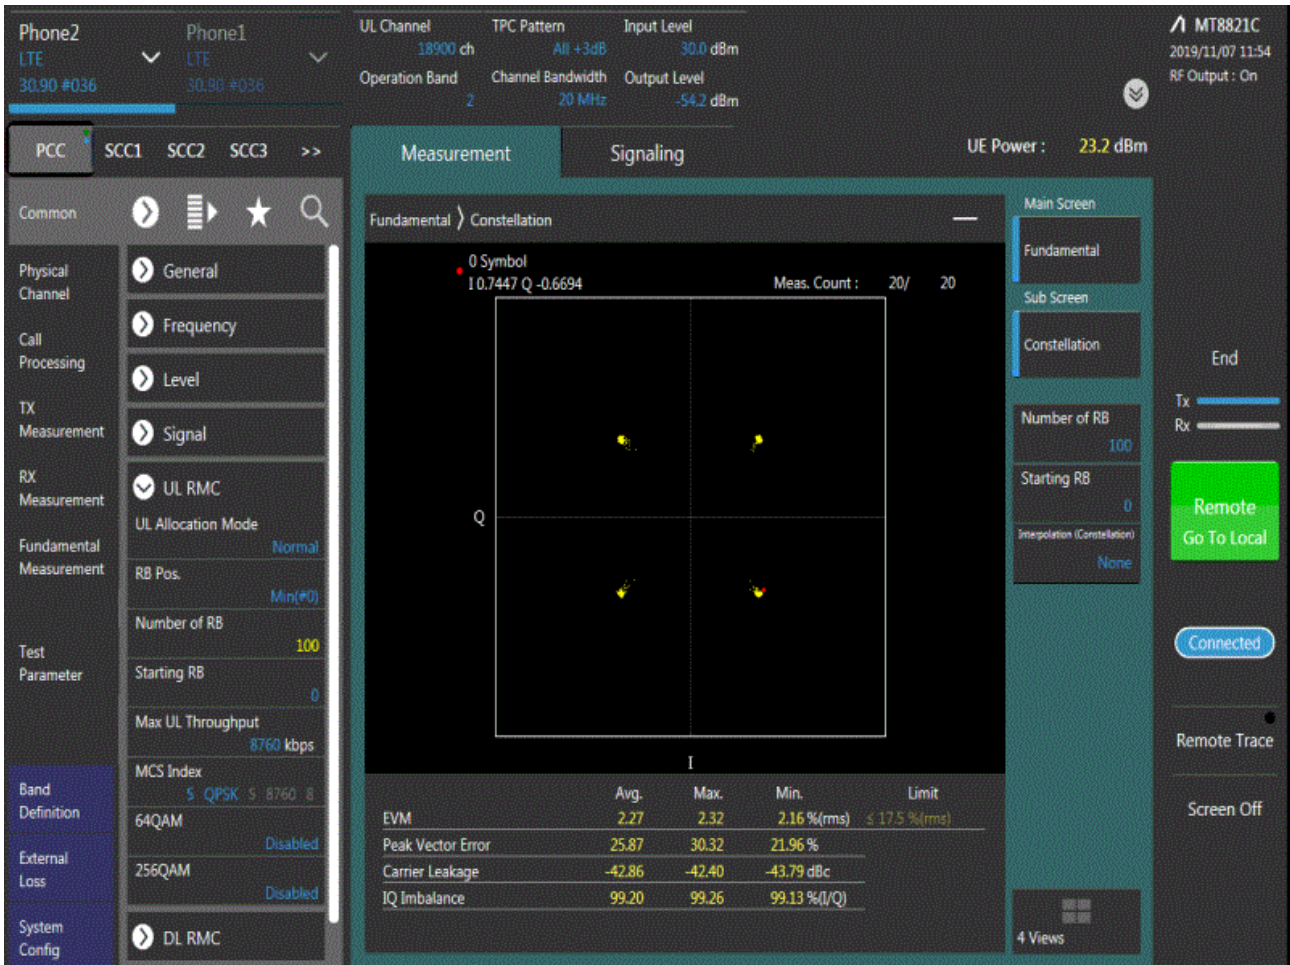 Phone2
LTE
30.90 #036
Phone1
LTE
30.90 #036
UL Channel
18900 ch
TPC Pattern
All +3dB
Input Level
30.0 dBm
Operation Band
2
Channel Bandwidth
20 MHz
Output Level
-54.2 dBm
MT8821C
2019/11/07 11:54
RF Output : On
PCC SCC1 SCC2 SCC3 >>
Measurement
Signaling
UE Power : 23.2 dBm
Common
Physical
Channel
Call
Processing
TX
Measurement
RX
Measurement
Fundamental
Measurement
Test
Parameter
Band
Definition
External
Loss
System
Config
General
Frequency
Level
Signal
UL RMC
UL Allocation Mode
Normal
RB Pos.
Min(#0)
Number of RB
100
Starting RB
0
Max UL Throughput
8760 kbps
MCS Index
5 QPSK 5 8760 8
64QAM
Disabled
256QAM
Disabled
DL RMC
Fundamental 〉 Constellation
0 Symbol
I 0.7447 Q -0.6694
Meas. Count : 20/ 20
Q
I
Avg. Max. Min. Limit
EVM 2.27 2.32 2.16 %(rms) ≤ 17.5 %(rms)
Peak Vector Error 25.87 30.32 21.96 %
Carrier Leakage -42.86 -42.40 -43.79 dBc
IQ Imbalance 99.20 99.26 99.13 %(I/Q)
Main Screen
Fundamental
Sub Screen
Constellation
Number of RB
100
Starting RB
0
Interpolation (Constellation)
None
4 Views
End
Tx
Rx
Remote
Go To Local
Connected
Remote Trace
Screen Off